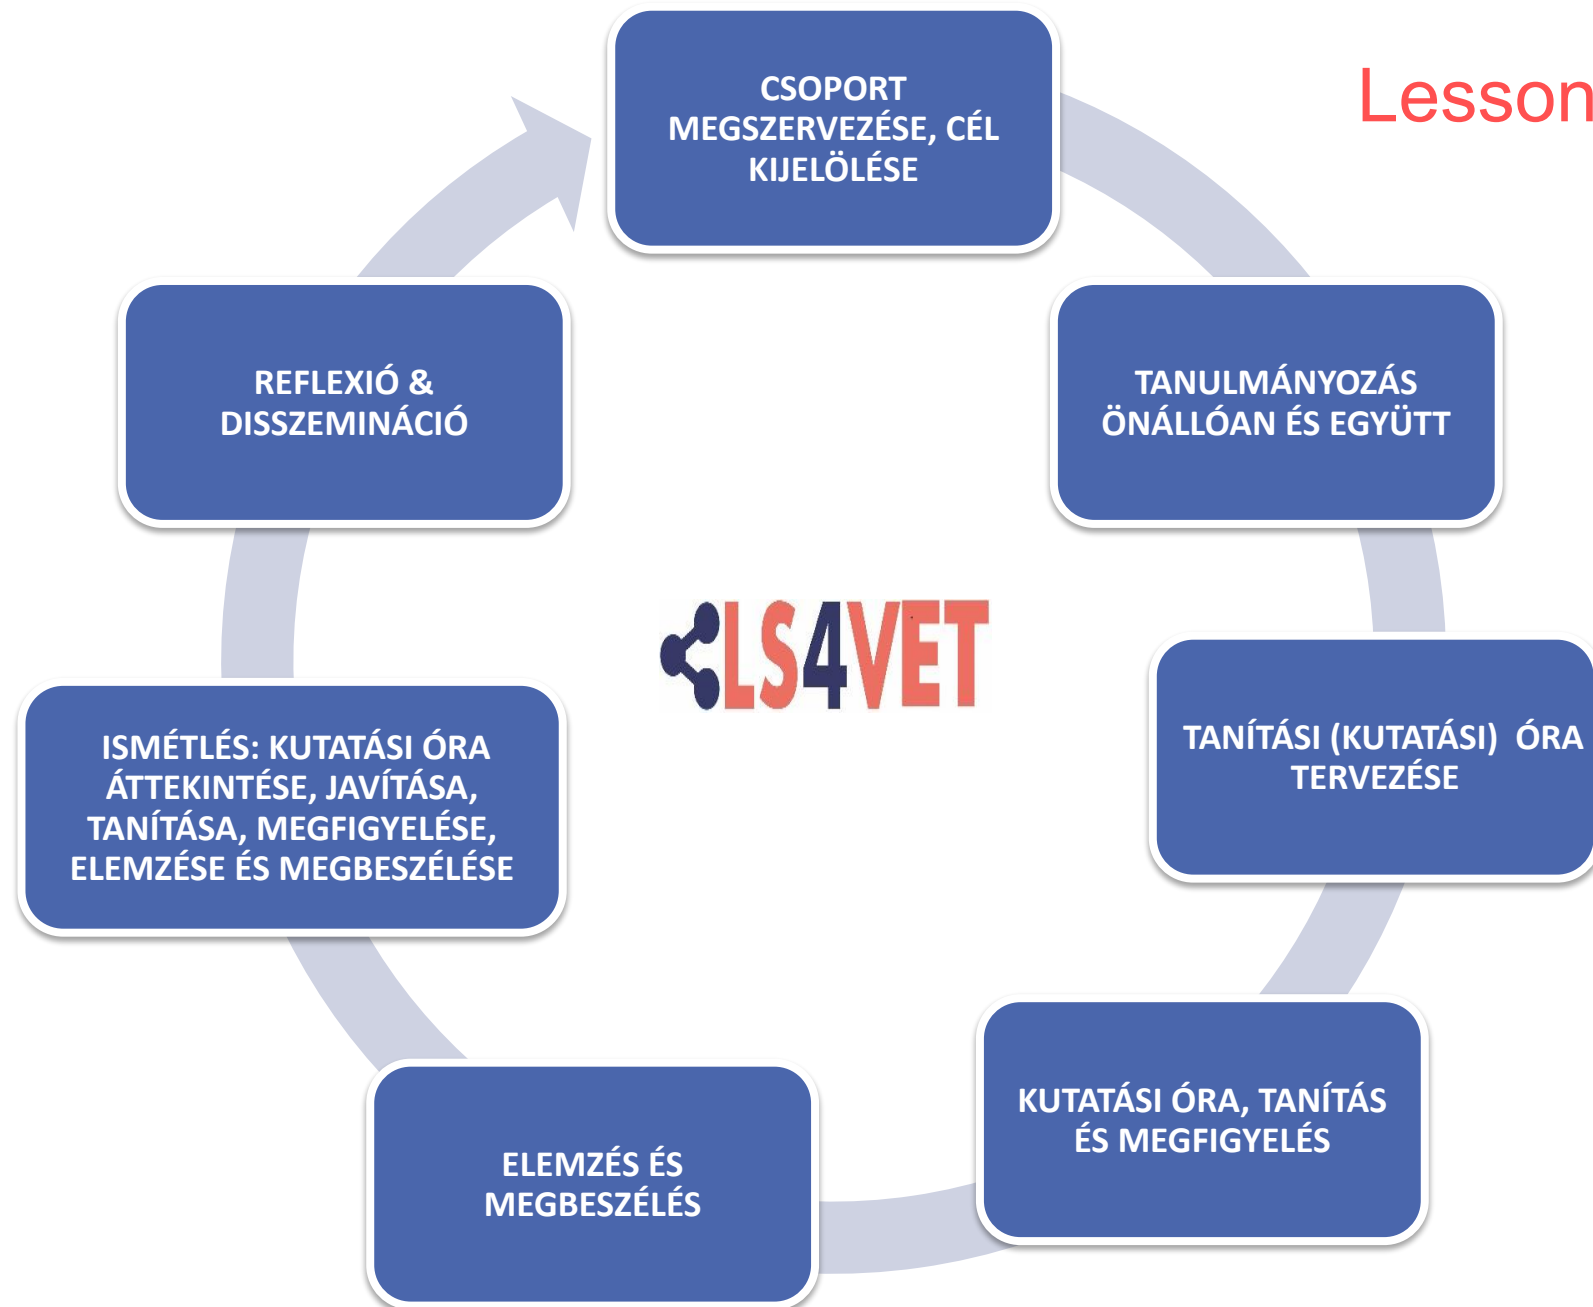 Lesson
CSOPORT
MEGSZERVEZÉSE, CÉL
KIJELÖLÉSE
TANULMÁNYOZÁS
ÖNÁLLÓAN ÉS EGYÜTT
TANÍTÁSI (KUTATÁSI) ÓRA
TERVEZÉSE
KUTATÁSI ÓRA, TANÍTÁS
ÉS MEGFIGYELÉS
ELEMZÉS ÉS
MEGBESZÉLÉS
ISMÉTLÉS: KUTATÁSI ÓRA
ÁTTEKINTÉSE, JAVÍTÁSA,
TANÍTÁSA, MEGFIGYELÉSE,
ELEMZÉSE ÉS MEGBESZÉLÉSE
REFLEXIÓ &
DISSZEMINÁCIÓ
LS4VET